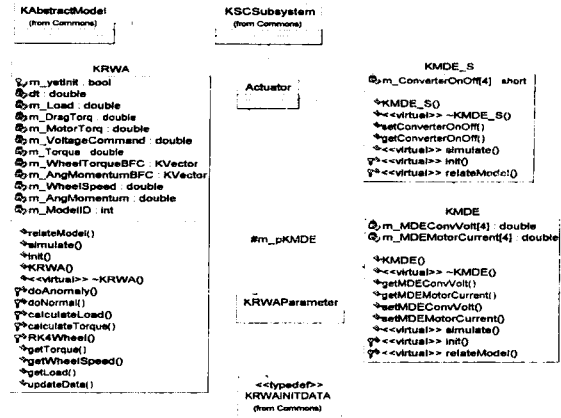 KAbstractModel
(from Commons)
KSCSubsystem
(from Commons)
KRWA
m_yetInit : bool
dt : double
m_Load : double
m_DragTorq : double
m_MotorTorq : double
m_VoltageCommand : double
m_Torque : double
m_WheelTorqueBFC : KVector
m_AngMomentumBFC : KVector
m_WheelSpeed : double
m_AngMomentum : double
m_ModelID : int
relateModel()
simulate()
init()
KRWA()
<<virtual>> ~KRWA()
doAnomaly()
doNormal()
calculateLoad()
calculateTorque()
RK4Wheel()
getTorque()
getWheelSpeed()
getLoad()
updateData()
Actuator
#m_pKMDE
KRWAParameter
<<typedef>>
KRWAINITDATA
(from Commons)
KMDE_S
m_ConverterOnOff[4] : short
KMDE_S()
<<virtual>> ~KMDE_S()
setConverterOnOff()
getConverterOnOff()
<<virtual>> simulate()
<<virtual>> init()
<<virtual>> relateModel()
KMDE
m_MDEConvVolt[4] : double
m_MDEMotorCurrent[4] : double
KMDE()
<<virtual>> ~KMDE()
getMDEConvVolt()
getMDEMotorCurrent()
setMDEConvVolt()
setMDEMotorCurrent()
<<virtual>> simulate()
<<virtual>> init()
<<virtual>> relateModel()